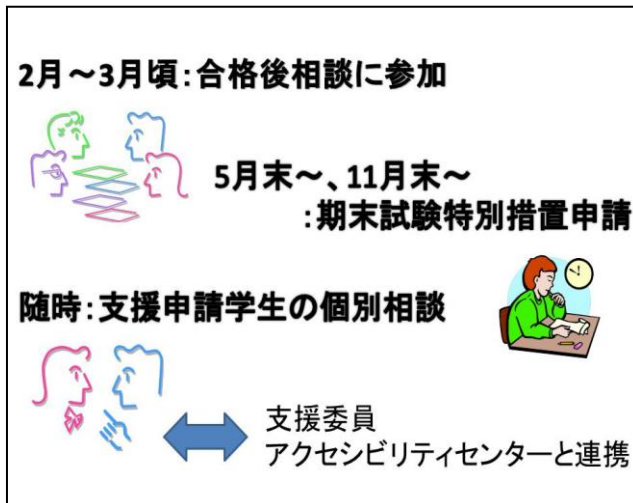 2月～3月頃：合格後相談に参加
5月末～、11月末～
：期末試験特別措置申請
随時：支援申請学生の個別相談
支援委員
アクセシビリティセンターと連携